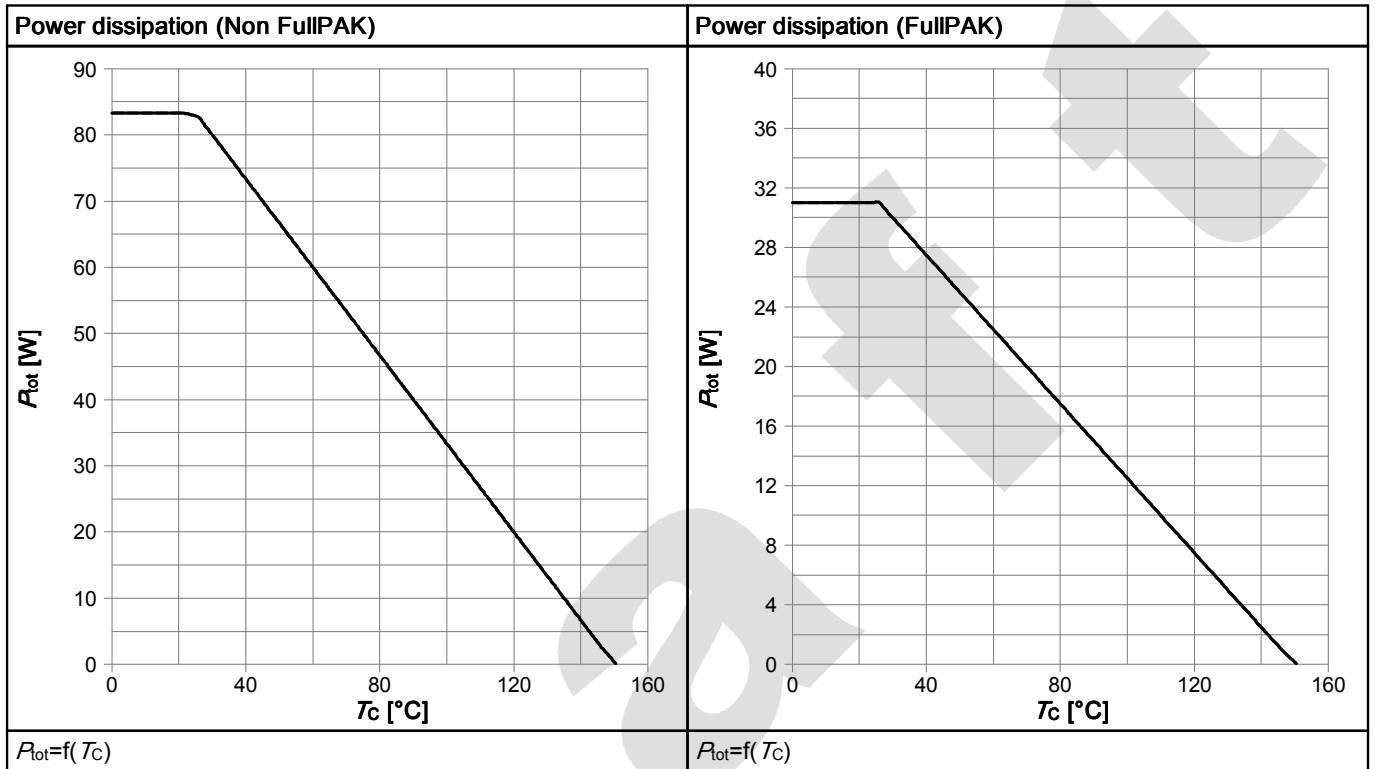 Power dissipation (Non FullPAK)
90
80
70
60
50
40
30
20
10
0
Ptot [W]
0 40 80 120 160
TC [°C]
Ptot=f(TC)
Power dissipation (FullPAK)
40
36
32
28
24
20
16
12
8
4
0
Ptot [W]
0 40 80 120 160
TC [°C]
Ptot=f(TC)
a f t